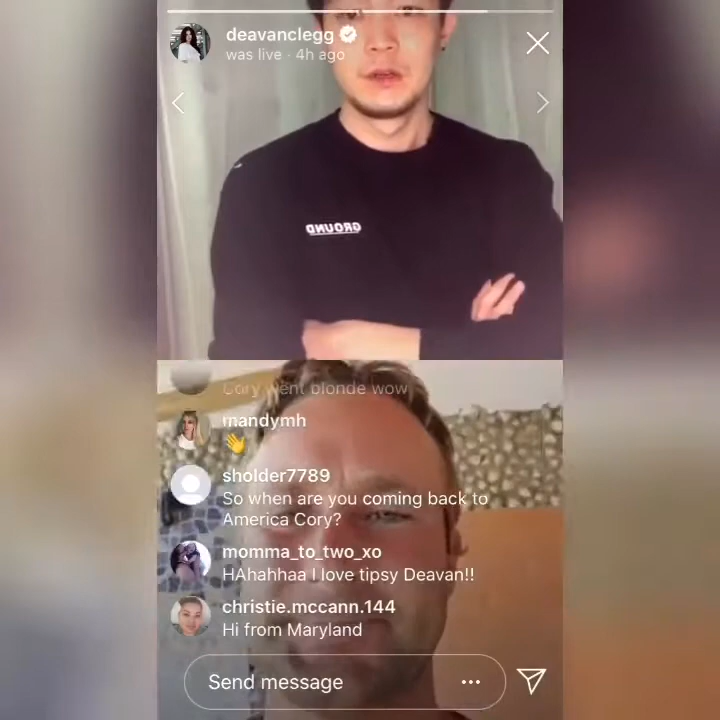 deavanclegg
was live · 4h ago
GROUND
Cory went blonde wow
mandymh
👋
sholder7789
So when are you coming back to
America Cory?
momma_to_two_xo
HAhahhaa I love tipsy Deavan!!
christie.mccann.144
Hi from Maryland
Send message